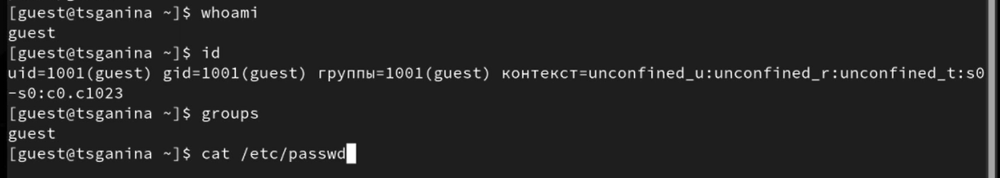 [guest@tsganina ~]$ whoami
guest
[guest@tsganina ~]$ id
uid=1001(guest) gid=1001(guest) группы=1001(guest) контекст=unconfined_u:unconfined_r:unconfined_t:s0
-s0:c0.c1023
[guest@tsganina ~]$ groups
guest
[guest@tsganina ~]$ cat /etc/passwd